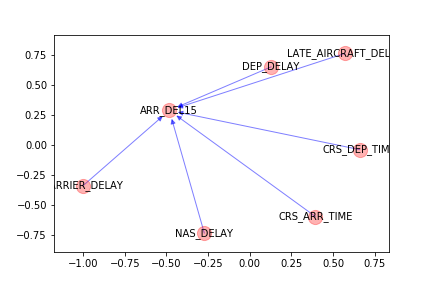 0.75
0.50
0.25
0.00
−0.25
−0.50
−0.75
LATE_AIRCRAFT_DEL
DEP_DELAY
ARR_DEL15
CRS_DEP_TIM
RRIER_DELAY
CRS_ARR_TIME
NAS_DELAY
−1.00 −0.75 −0.50 −0.25 0.00 0.25 0.50 0.75